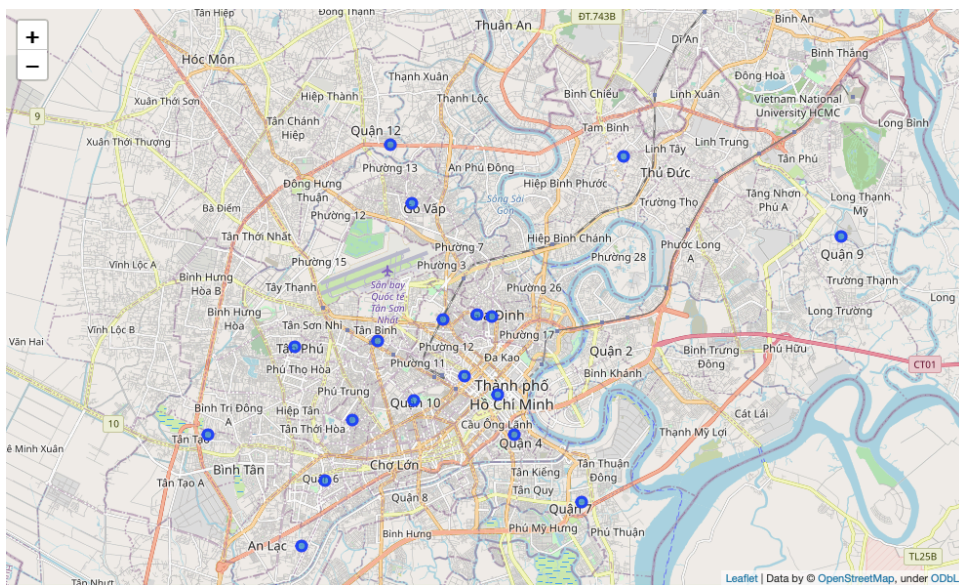 Tân Hiệp
Đông Thạnh
Thuận An
ĐT.743B
Dĩ An
Bình An
+
−
Hóc Môn
Bình Thắng
Thạnh Xuân
Đông Hoà
Xuân Thới Sơn
Hiệp Thành
Thạnh Lộc
Bình Chiểu
Linh Xuân
Vietnam National
University HCMC
9
Tân Chánh
Hiệp
Quận 12
Tam Bình
Long Bình
Xuân Thới Thượng
Linh Tây
Linh Trung
Phường 13
An Phú Đông
Tân Phú
Thủ Đức
Đông Hưng
Thuận
Hiệp Bình Phước
Tăng Nhơn
Phú A
Long Thạnh
Mỹ
Bà Điểm
Phường 12
Gò Vấp
Sông Sài
Gòn
Trường Thọ
Tân Thới Nhất
Phường 7
Hiệp Bình Chánh
Phước Long
A
Quận 9
Vĩnh Lộc A
Phường 15
Phường 3
Phường 28
Bình Hưng
Hòa B
Tây Thạnh
Sân bay
Quốc tế
Tân Sơn
Nhất
Phường 26
Trường Thạnh
Long
Bình Hưng
Hòa
Long Trường
Vĩnh Lộc B
Tân Sơn Nhì
Tân Bình
a Định
Phường 17
Văn Hai
Tân Phú
Phường 12
Quận 2
Bình Trưng
Đông
Phú Hữu
Phú Thọ Hòa
Phường 11
Đa Kao
CT01
Bình Khánh
Phú Trung
Thành phố
Hồ Chí Minh
Bình Trị Đông
A
Hiệp Tân
Quận 10
Cát Lái
10
Tân Thới Hòa
Cầu Ông Lãnh
Thạnh Mỹ Lợi
Tân Tạo
Quận 4
ê Minh Xuân
Chợ Lớn
Bình Tân
Tân Kiểng
Tân Thuận
Đông
Tân Tạo A
Quận 6
Quận 8
Tân Quy
Quận 7
Phú Mỹ Hưng
Phú Thuận
Bình Hưng
An Lạc
TL25B
Tân Nhựt
Leaflet | Data by © OpenStreetMap, under ODbL.